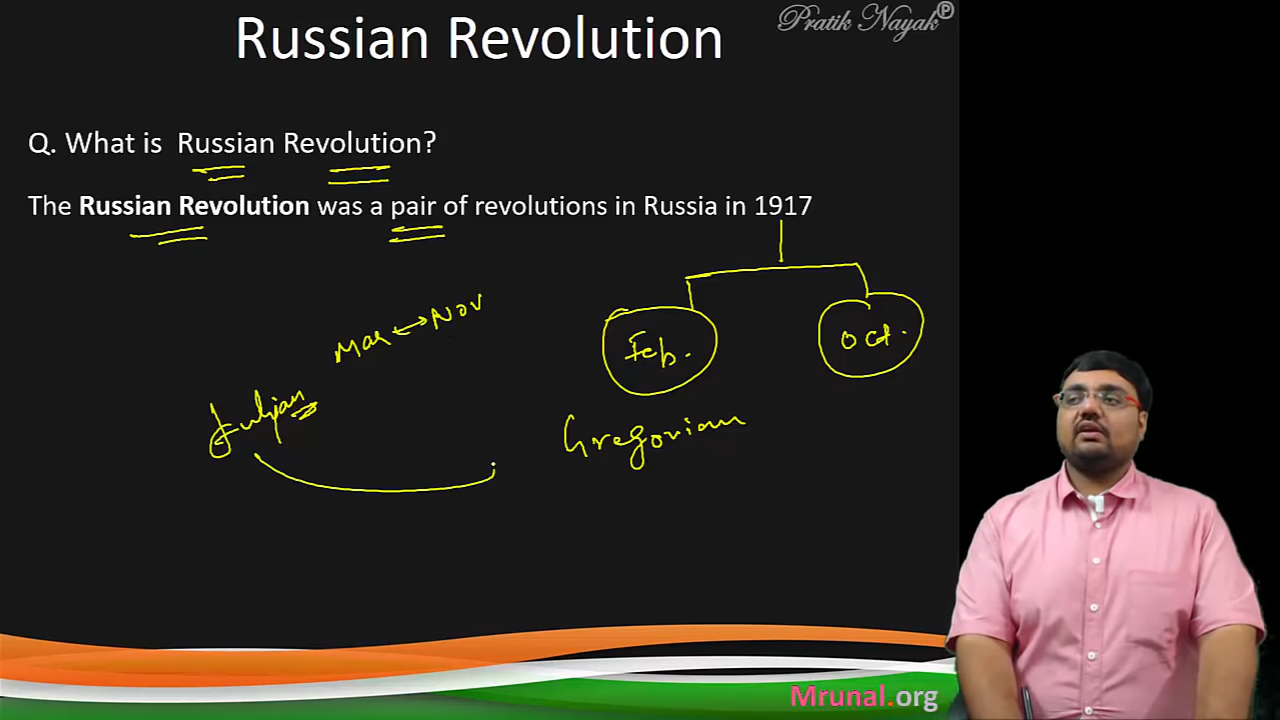 Pratik Nayak℗
Russian Revolution
Q. What is Russian Revolution?
The Russian Revolution was a pair of revolutions in Russia in 1917
Mar ↔ Nov
Feb.
Oct.
Julian
Gregorian
Mrunal.org